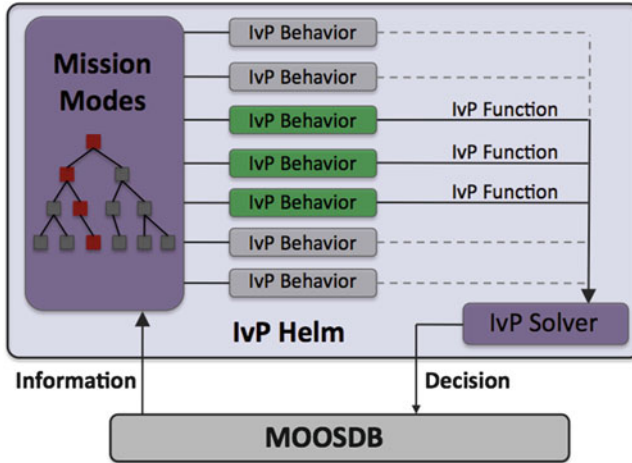 Mission
Modes
IvP Behavior
IvP Behavior
IvP Behavior
IvP Function
IvP Behavior
IvP Function
IvP Behavior
IvP Function
IvP Behavior
IvP Behavior
IvP Solver
IvP Helm
Information
Decision
MOOSDB